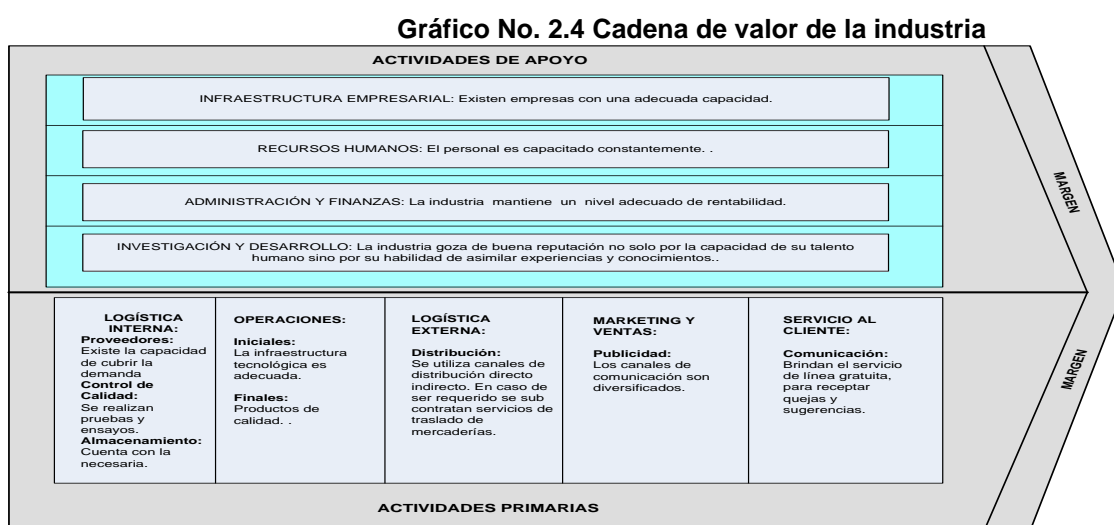 Gráfico No. 2.4 Cadena de valor de la industria
ACTIVIDADES DE APOYO
INFRAESTRUCTURA EMPRESARIAL: Existen empresas con una adecuada capacidad.
RECURSOS HUMANOS: El personal es capacitado constantemente. .
ADMINISTRACIÓN Y FINANZAS: La industria mantiene un nivel adecuado de rentabilidad.
INVESTIGACIÓN Y DESARROLLO: La industria goza de buena reputación no solo por la capacidad de su talento
humano sino por su habilidad de asimilar experiencias y conocimientos..
MARGEN
LOGÍSTICA
INTERNA:
Proveedores:
Existe la capacidad
de cubrir la
demanda
Control de
Calidad:
Se realizan
pruebas y
ensayos.
Almacenamiento:
Cuenta con la
necesaria.
OPERACIONES:
Iniciales:
La infraestructura
tecnológica es
adecuada.
Finales:
Productos de
calidad. .
LOGÍSTICA
EXTERNA:
Distribución:
Se utiliza canales de
distribución directo
indirecto. En caso de
ser requerido se sub
contratan servicios de
traslado de
mercaderías.
MARKETING Y
VENTAS:
Publicidad:
Los canales de
comunicación son
diversificados.
SERVICIO AL
CLIENTE:
Comunicación:
Brindan el servicio
de línea gratuita,
para receptar
quejas y
sugerencias.
MARGEN
ACTIVIDADES PRIMARIAS